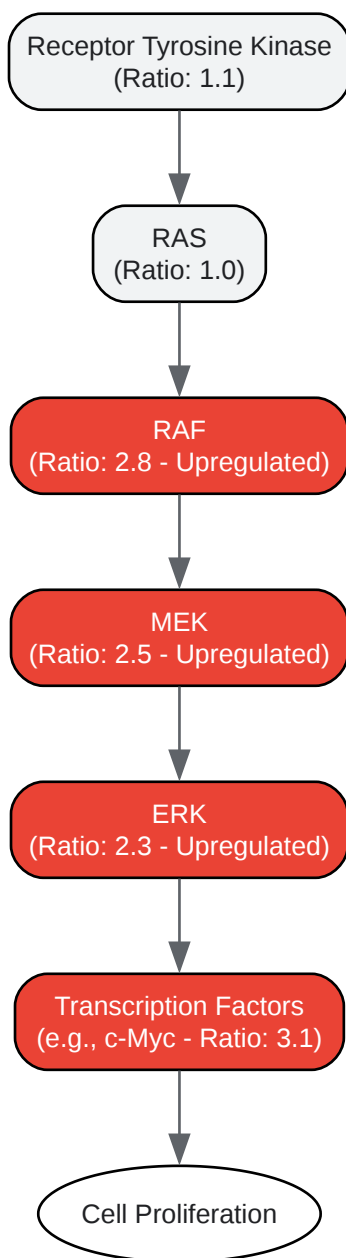 Receptor Tyrosine Kinase
(Ratio: 1.1)
RAS
(Ratio: 1.0)
RAF
(Ratio: 2.8 - Upregulated)
MEK
(Ratio: 2.5 - Upregulated)
ERK
(Ratio: 2.3 - Upregulated)
Transcription Factors
(e.g., c-Myc - Ratio: 3.1)
Cell Proliferation